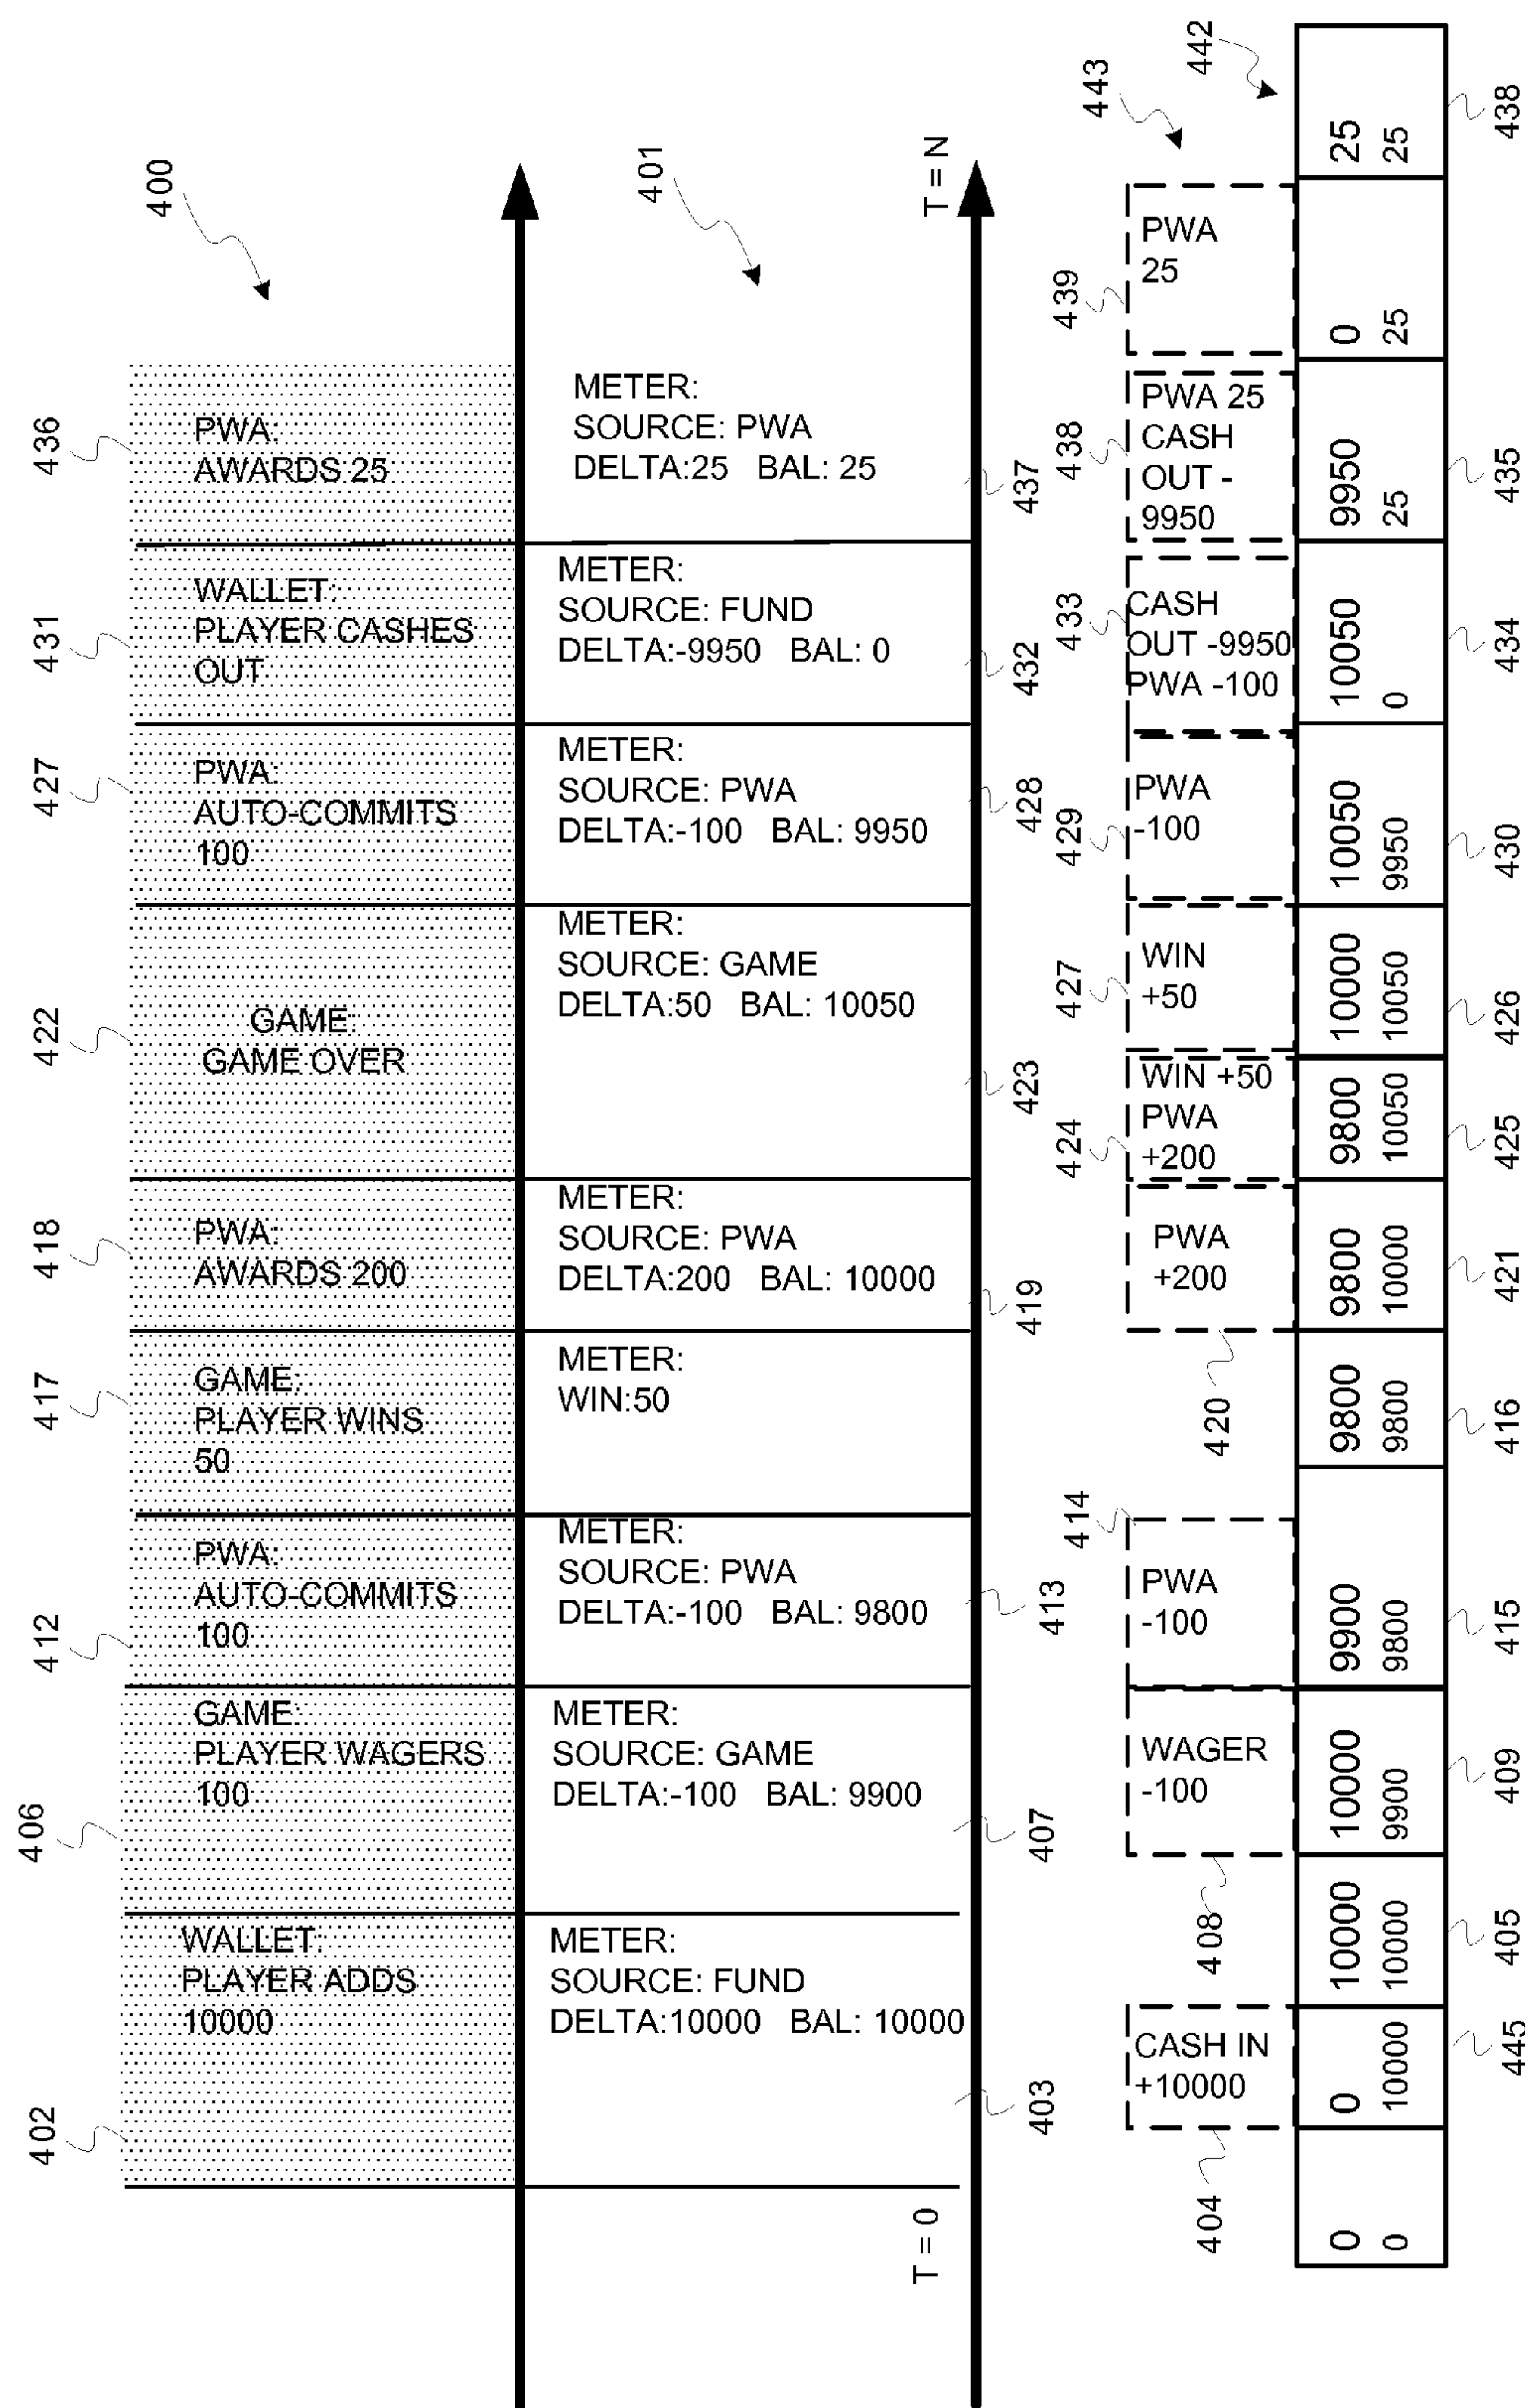 400
436
PWA:
AWARDS 25
431
WALLET:
PLAYER CASHES
OUT
427
PWA:
AUTO-COMMITS
100
422
GAME:
GAME OVER
418
PWA:
AWARDS 200
417
GAME:
PLAYER WINS
50
412
PWA:
AUTO-COMMITS
100
406
GAME:
PLAYER WAGERS
100
402
WALLET:
PLAYER ADDS
10000
401
T = N
METER:
SOURCE: PWA
DELTA:25 BAL: 25
437
METER:
SOURCE: FUND
DELTA:-9950 BAL: 0
432
METER:
SOURCE: PWA
DELTA:-100 BAL: 9950
428
METER:
SOURCE: GAME
DELTA:50 BAL: 10050
423
METER:
SOURCE: PWA
DELTA:200 BAL: 10000
419
METER:
WIN:50
METER:
SOURCE: PWA
DELTA:-100 BAL: 9800
413
METER:
SOURCE: GAME
DELTA:-100 BAL: 9900
407
METER:
SOURCE: FUND
DELTA:10000 BAL: 10000
403
T = 0
443
439
PWA
25
438
PWA 25
CASH
OUT -
9950
433
CASH
OUT -9950
PWA -100
429
PWA
-100
427
WIN
+50
424
WIN +50
PWA
+200
PWA
+200
420
414
PWA
-100
WAGER
-100
408
CASH IN
+10000
404
442
25
25
438
0
25
9950
25
435
10050
0
434
10050
9950
430
10000
10050
426
9800
10050
425
9800
10000
421
9800
9800
416
9900
9800
415
10000
9900
409
10000
10000
405
0
10000
445
0
0